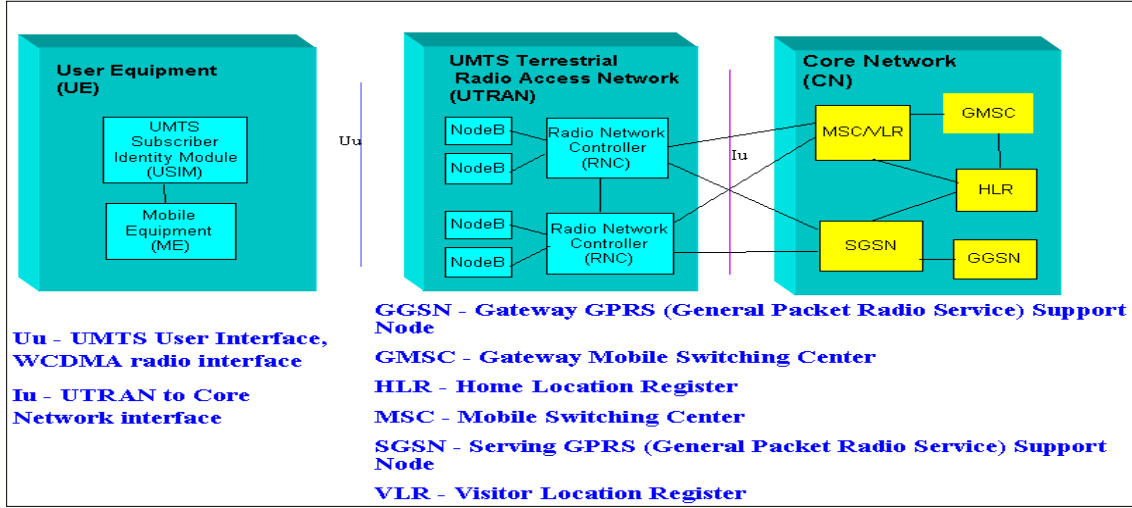 User Equipment
(UE)
UMTS
Subscriber
Identity Module
(USIM)
Mobile
Equipment
(ME)
Uu
UMTS Terrestrial
Radio Access Network
(UTRAN)
NodeB
NodeB
Radio Network
Controller
(RNC)
NodeB
NodeB
Radio Network
Controller
(RNC)
Iu
Core Network
(CN)
MSC/VLR
GMSC
HLR
SGSN
GGSN
Uu - UMTS User Interface,
WCDMA radio interface
Iu - UTRAN to Core
Network interface
GGSN - Gateway GPRS (General Packet Radio Service) Support
Node
GMSC - Gateway Mobile Switching Center
HLR - Home Location Register
MSC - Mobile Switching Center
SGSN - Serving GPRS (General Packet Radio Service) Support
Node
VLR - Visitor Location Register